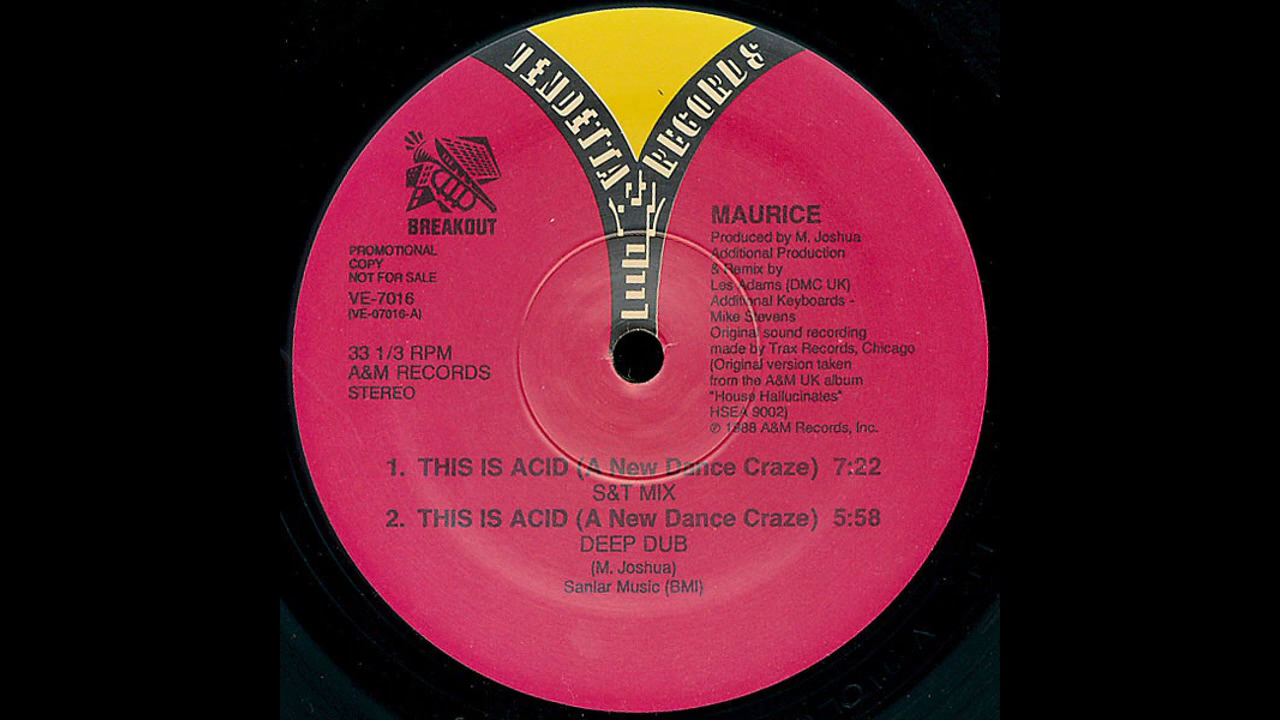 VENDETTA RECORDS
BREAKOUT
PROMOTIONAL
COPY
NOT FOR SALE
VE-7016
(VE-07016-A)
33 1/3 RPM
A&M RECORDS
STEREO
MAURICE
Produced by M. Joshua
Additional Production
& Remix by
Les Adams (DMC UK)
Additional Keyboards -
Mike Stevens
Original sound recording
made by Trax Records, Chicago
(Original version taken
from the A&M UK album
"House Hallucinates"
HSEA 9002)
℗ 1988 A&M Records, Inc.
1. THIS IS ACID (A New Dance Craze) 7:22
S&T MIX
2. THIS IS ACID (A New Dance Craze) 5:58
DEEP DUB
(M. Joshua)
Sanlar Music (BMI)